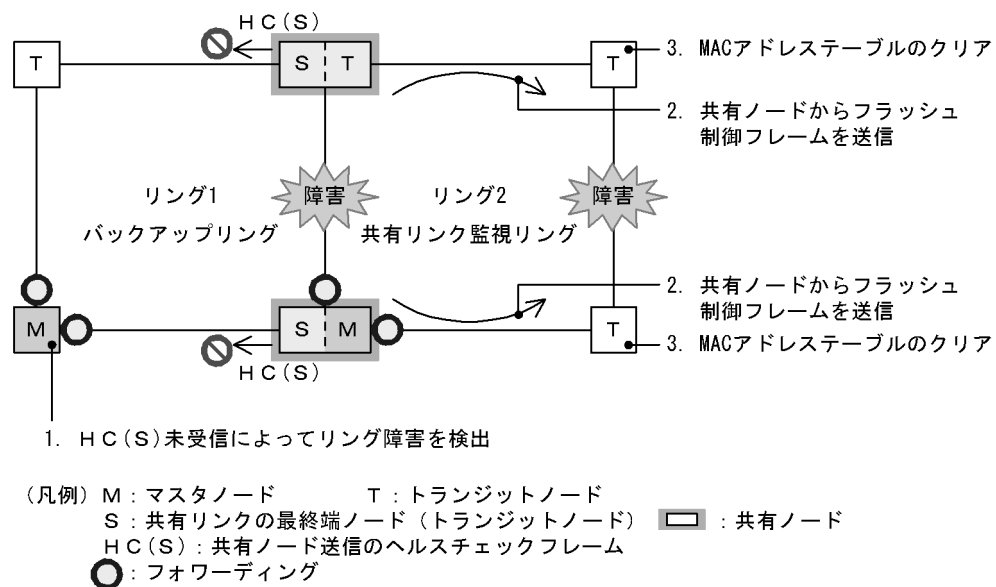 HC(S)
T
S
T
T
3. MACアドレステーブルのクリア
2. 共有ノードからフラッシュ
制御フレームを送信
リング1
バックアップリング
障害
リング2
共有リンク監視リング
障害
2. 共有ノードからフラッシュ
制御フレームを送信
M
S
M
T
3. MACアドレステーブルのクリア
HC(S)
1. HC(S)未受信によってリング障害を検出
(凡例) M:マスタノード T:トランジットノード
S:共有リンクの最終端ノード(トランジットノード) :共有ノード
HC(S):共有ノード送信のヘルスチェックフレーム
:フォワーディング